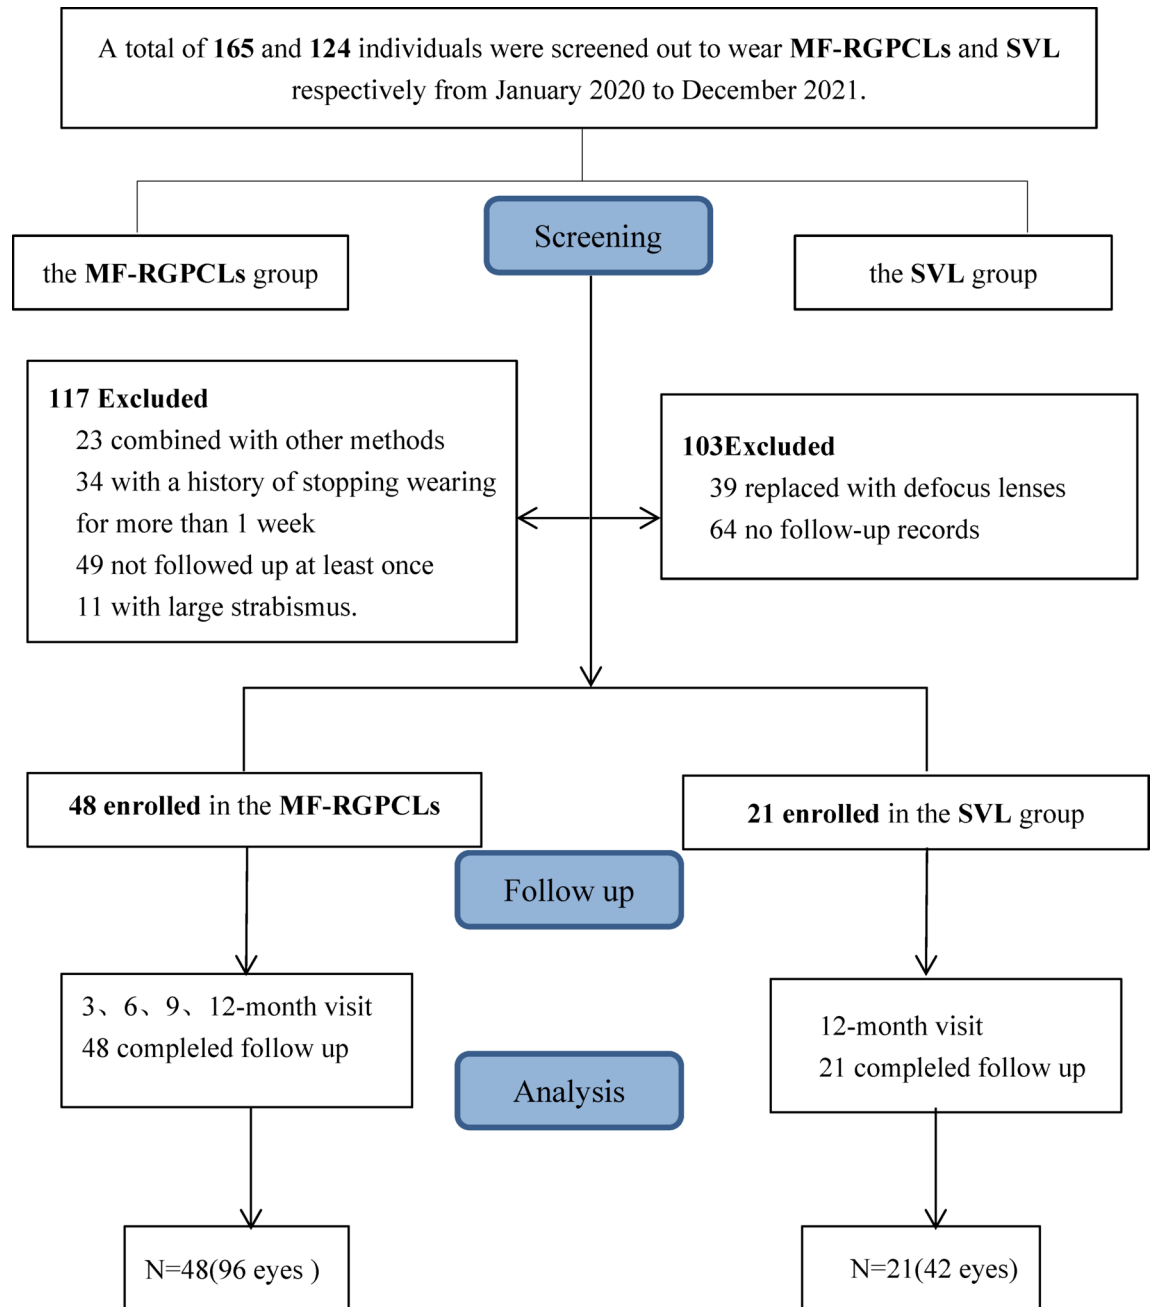 A total of 165 and 124 individuals were screened out to wear MF-RGPCLs and SVL
respectively from January 2020 to December 2021.
Screening
the MF-RGPCLs group
the SVL group
117 Excluded
23 combined with other methods
34 with a history of stopping wearing
for more than 1 week
49 not followed up at least once
11 with large strabismus.
103Excluded
39 replaced with defocus lenses
64 no follow-up records
48 enrolled in the MF-RGPCLs
21 enrolled in the SVL group
Follow up
3、6、9、12-month visit
48 compleled follow up
12-month visit
21 compleled follow up
Analysis
N=48(96 eyes )
N=21(42 eyes)